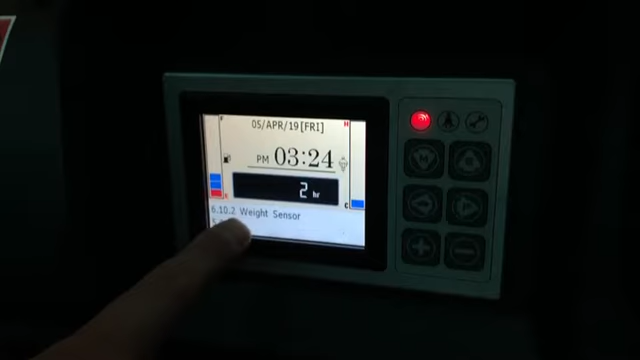 F
05/APR/19[FRI]
H
PM 03:24
2 hr
E
C
6.10.2 Weight Sensor